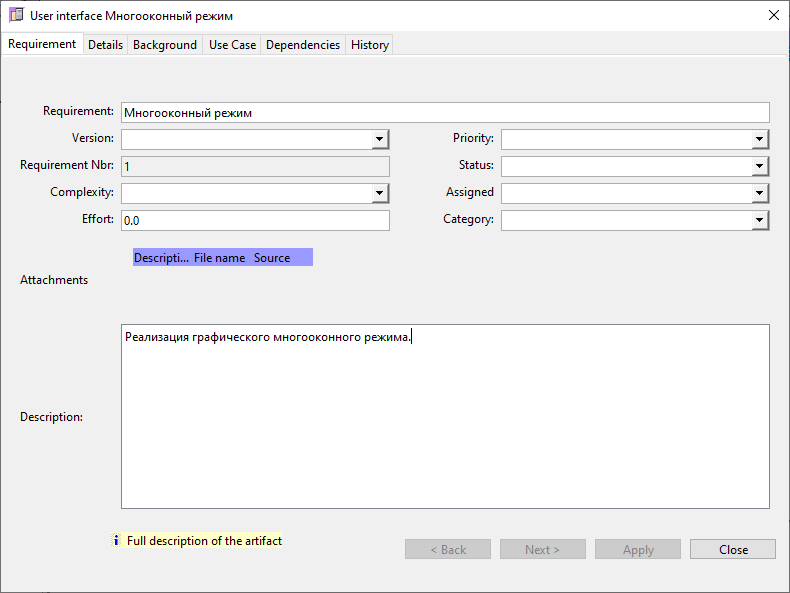 User interface Многооконный режим
Requirement Details Background Use Case Dependencies History
Requirement: Многооконный режим
Version: Priority:
Requirement Nbr: 1 Status:
Complexity: Assigned
Effort: 0.0 Category:
Descripti... File name Source
Attachments
Реализация графического многооконного режима.
Description:
Full description of the artifact
< Back Next > Apply Close